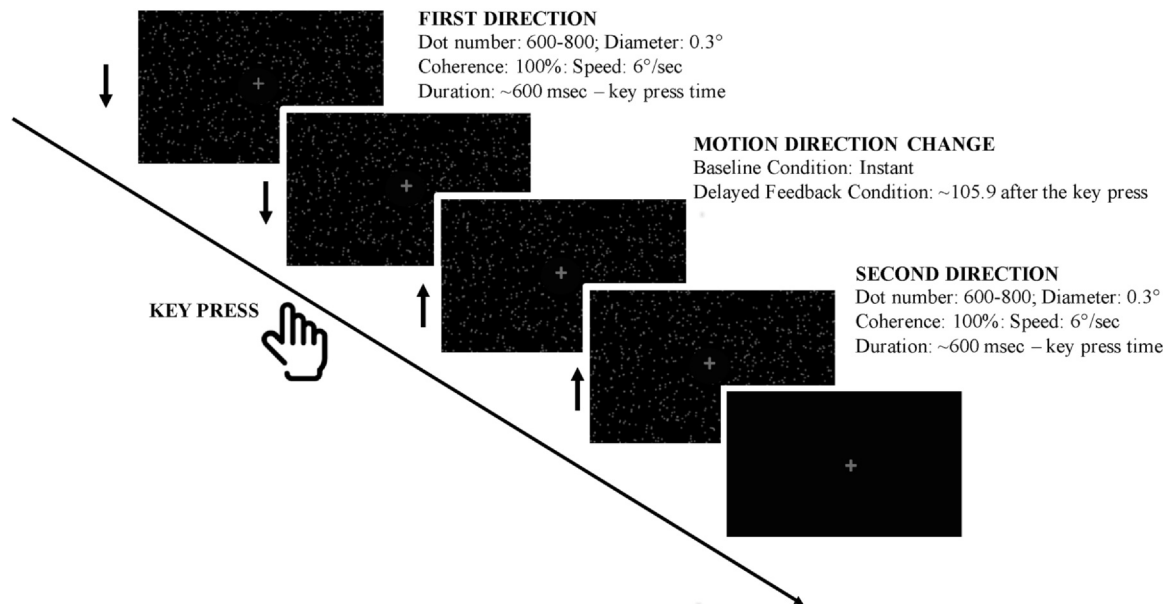 FIRST DIRECTION
Dot number: 600-800; Diameter: 0.3°
Coherence: 100%: Speed: 6°/sec
Duration: ~600 msec – key press time
MOTION DIRECTION CHANGE
Baseline Condition: Instant
Delayed Feedback Condition: ~105.9 after the key press
SECOND DIRECTION
Dot number: 600-800; Diameter: 0.3°
Coherence: 100%: Speed: 6°/sec
Duration: ~600 msec – key press time
KEY PRESS